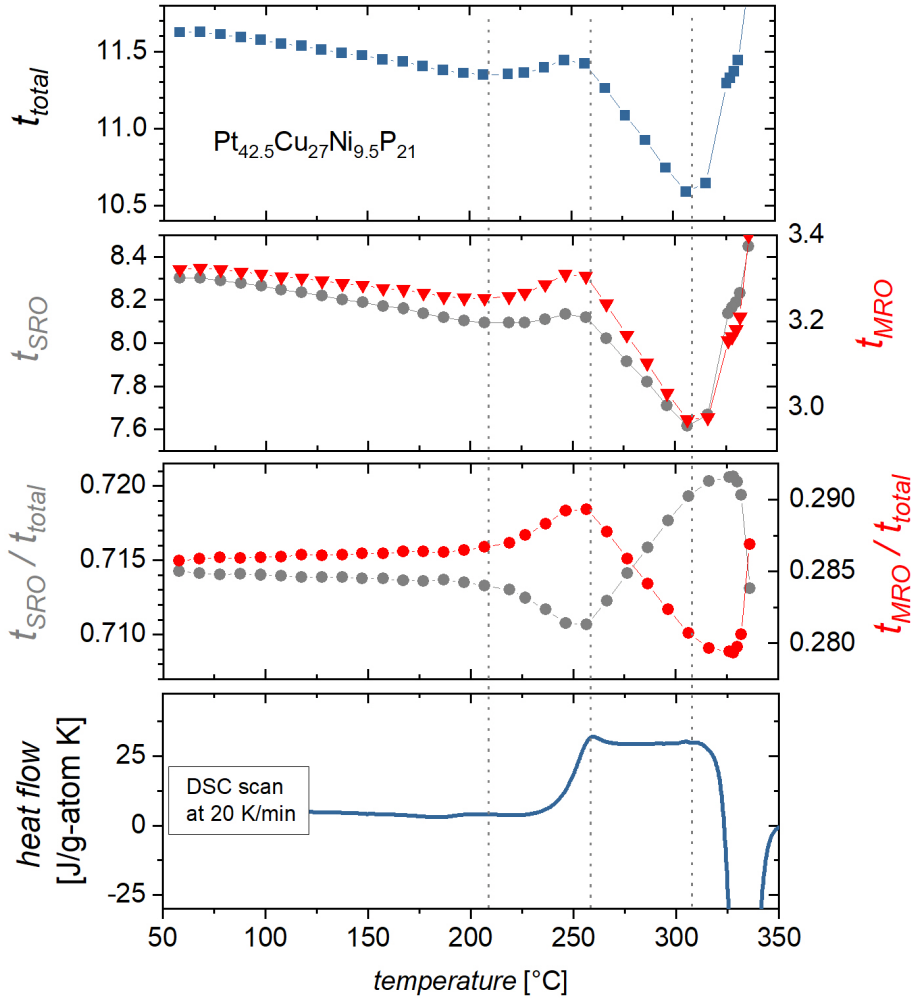 t_total
11.5
11.0
10.5
Pt42.5Cu27Ni9.5P21
t_SRO
8.4
8.2
8.0
7.8
7.6
3.4
3.2
3.0
t_MRO
t_SRO / t_total
0.720
0.715
0.710
0.290
0.285
0.280
t_MRO / t_total
heat flow
[J/g-atom K]
25
0
-25
DSC scan
at 20 K/min
50 100 150 200 250 300 350
temperature [°C]